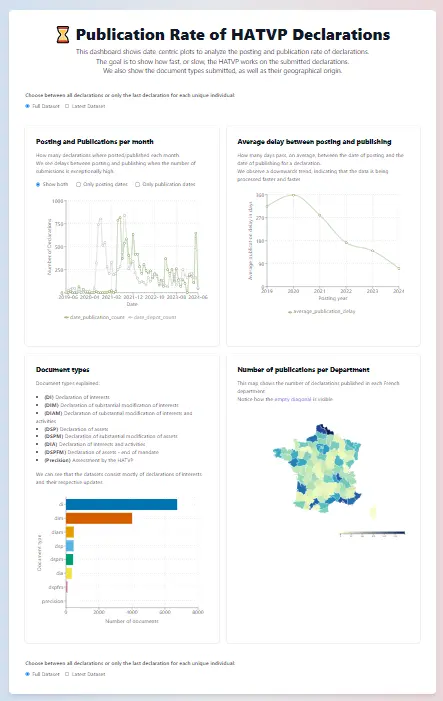 Publication Rate of HATVP Declarations
This dashboard shows date-centric plots to analyze the posting and publication rate of declarations.
The goal is to show how fast, or slow, the HATVP works on the submitted declarations.
We also show the document types submitted, as well as their geographical origin.
Choose between all declarations or only the last declaration for each unique individual:
Full Dataset Latest Dataset
Posting and Publications per month
How many declarations where posted/published each month.
We see delays between posting and publishing when the number of
submissions is exceptionally high.
Show both Only posting dates Only publication dates
1000
750
500
250
0
Number of Declarations
2019-06 2020-04 2021-02 2021-12 2022-10 2023-08 2024-06
Date
date_publication_count date_depot_count
Average delay between posting and publishing
How many days pass, on average, between the date of posting and the
date of publishing for a declaration.
We observe a downwards trend, indicating that the data is being
processed faster and faster.
360
270
180
90
0
Average publication delay in days
2019 2020 2021 2022 2023 2024
Posting year
average_publication_delay
Document types
Document types explained:
(DI) Declaration of interests
(DIM) Declaration of substantial modification of interests
(DIAM) Declaration of substantial modification of interests and
activities
(DSP) Declaration of assets
(DSPM) Declaration of substantial modification of assets
(DIA) Declaration of interests and activities
(DSPFM) Declaration of assets - end of mandate
(Precision) Assessment by the HATVP
We can see that the datasets consist mostly of declarations of interests
and their respective updates.
di
dim
diam
dsp
dspm
dia
dspfm
precision
Document type
0 2000 4000 6000 8000
Number of documents
Number of publications per Department
This map shows the number of declarations published in each French
department.
Notice how the empty diagonal is visible
Choose between all declarations or only the last declaration for each unique individual:
Full Dataset Latest Dataset